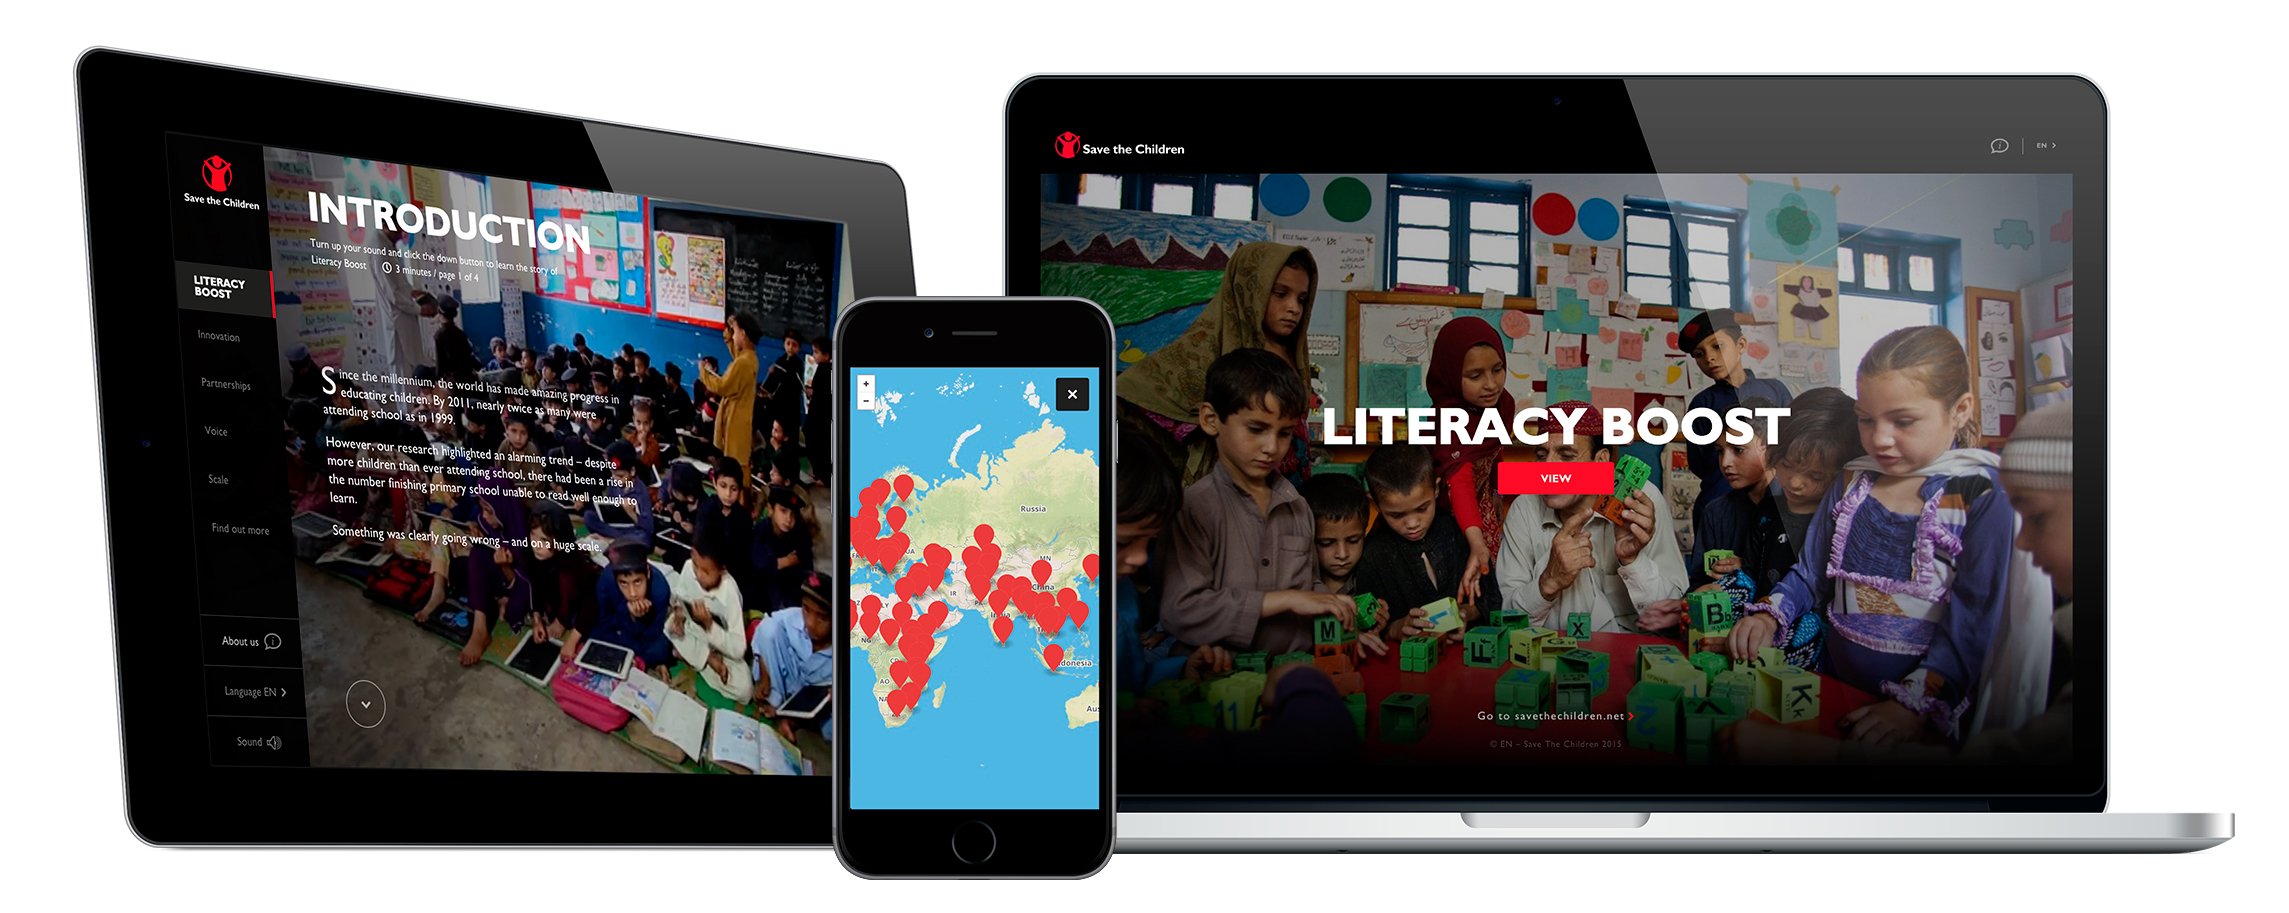 Save the Children
INTRODUCTION
Turn up your sound and click the down button to learn the story of
Literacy Boost 3 minutes / page 1 of 4
LITERACY
BOOST
Innovation
Partnerships
Voice
Scale
Find out more
About us
Language EN
Sound
Since the millennium, the world has made amazing progress in
educating children. By 2011, nearly twice as many were
attending school as in 1999.
However, our research highlighted an alarming trend – despite
more children than ever attending school, there had been a rise in
the number finishing primary school unable to read well enough to
learn.
Something was clearly going wrong – and on a huge scale.
+
-
×
Russia
MN
China
IR
India
NG
AO
NA
donesia
Aus
Save the Children
EN
LITERACY BOOST
VIEW
M
X
B
K
11
A
Go to savethechildren.net
© EN – Save The Children 2015